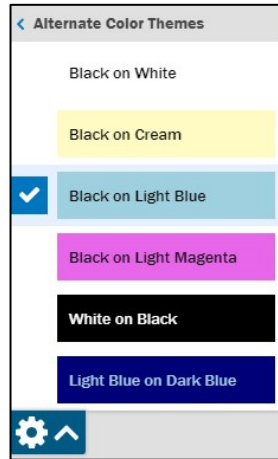 Alternate Color Themes
Black on White
Black on Cream
Black on Light Blue
Black on Light Magenta
White on Black
Light Blue on Dark Blue